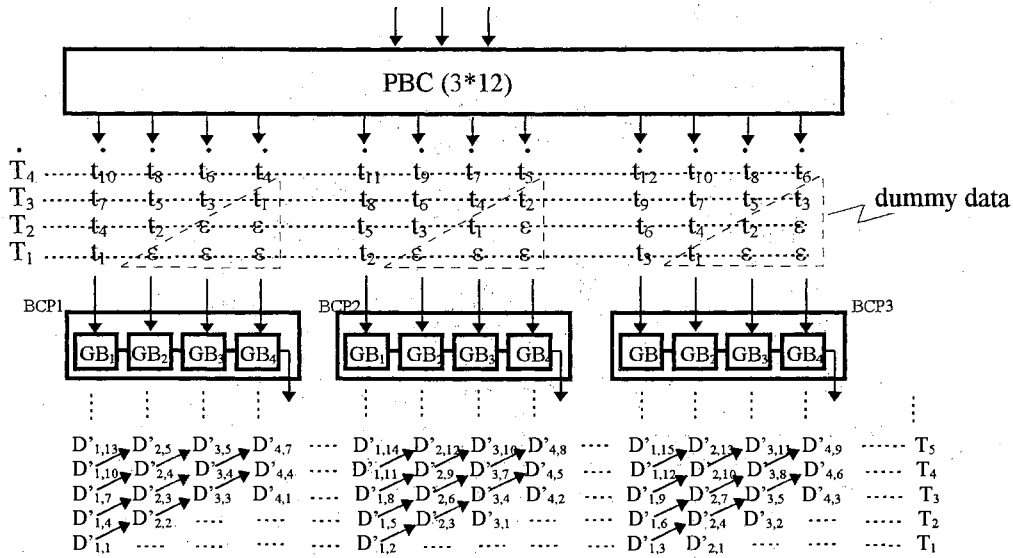 PBC (3*12)
T4 t10 t8 t6 t4 t11 t9 t7 t5 t12 t10 t8 t6
T3 t7 t5 t3 t1 t8 t6 t4 t2 t9 t7 t5 t3
dummy data
T2 t4 t2 ε ε t5 t3 t1 ε t6 t4 t2 ε
T1 t1 ε ε ε t2 ε ε ε t3 t1 ε ε
BCP1 BCP2 BCP3
GB1 GB2 GB3 GB4 GB1 GB2 GB3 GB4 GB GB2 GB3 GB4
D'1,13 D'2,5 D'3,5 D'4,7 D'1,14 D'2,12 D'3,10 D'4,8 D'1,15 D'2,13 D'3,11 D'4,9 T5
D'1,10 D'2,4 D'3,4 D'4,4 D'1,11 D'2,9 D'3,7 D'4,5 D'1,12 D'2,10 D'3,8 D'4,6 T4
D'1,7 D'2,3 D'3,3 D'4,1 D'1,8 D'2,6 D'3,4 D'4,2 D'1,9 D'2,7 D'3,5 D'4,3 T3
D'1,4 D'2,2 D'1,5 D'2,3 D'3,1 D'1,6 D'2,4 D'3,2 T2
D'1,1 D'1,2 D'1,3 D'2,1 T1